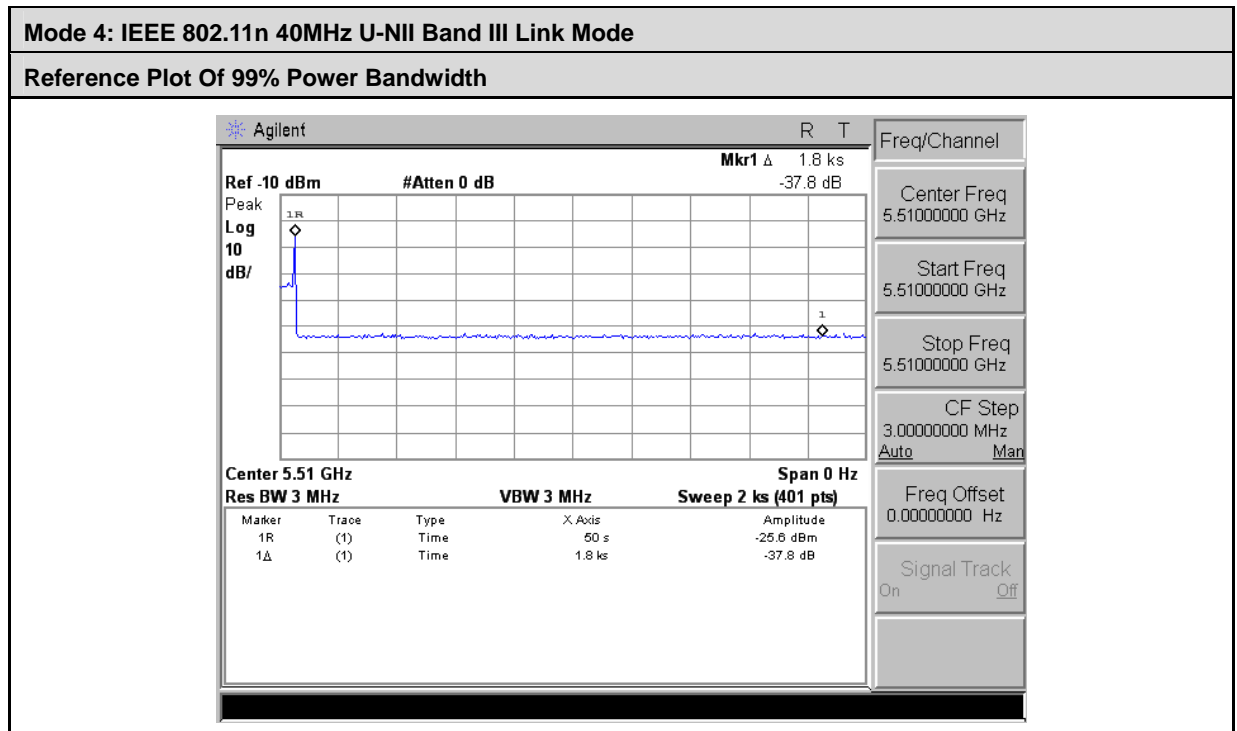 Mode 4: IEEE 802.11n 40MHz U-NII Band III Link Mode
Reference Plot Of 99% Power Bandwidth
Agilent R T
Mkr1 Δ 1.8 ks
Ref -10 dBm #Atten 0 dB -37.8 dB
Peak
Log
10
dB/
1R
1
Center 5.51 GHz Span 0 Hz
Res BW 3 MHz VBW 3 MHz Sweep 2 ks (401 pts)
Marker Trace Type X Axis Amplitude
1R (1) Time 50 s -25.6 dBm
1Δ (1) Time 1.8 ks -37.8 dB
Freq/Channel
Center Freq
5.51000000 GHz
Start Freq
5.51000000 GHz
Stop Freq
5.51000000 GHz
CF Step
3.00000000 MHz
Auto Man
Freq Offset
0.00000000 Hz
Signal Track
On Off